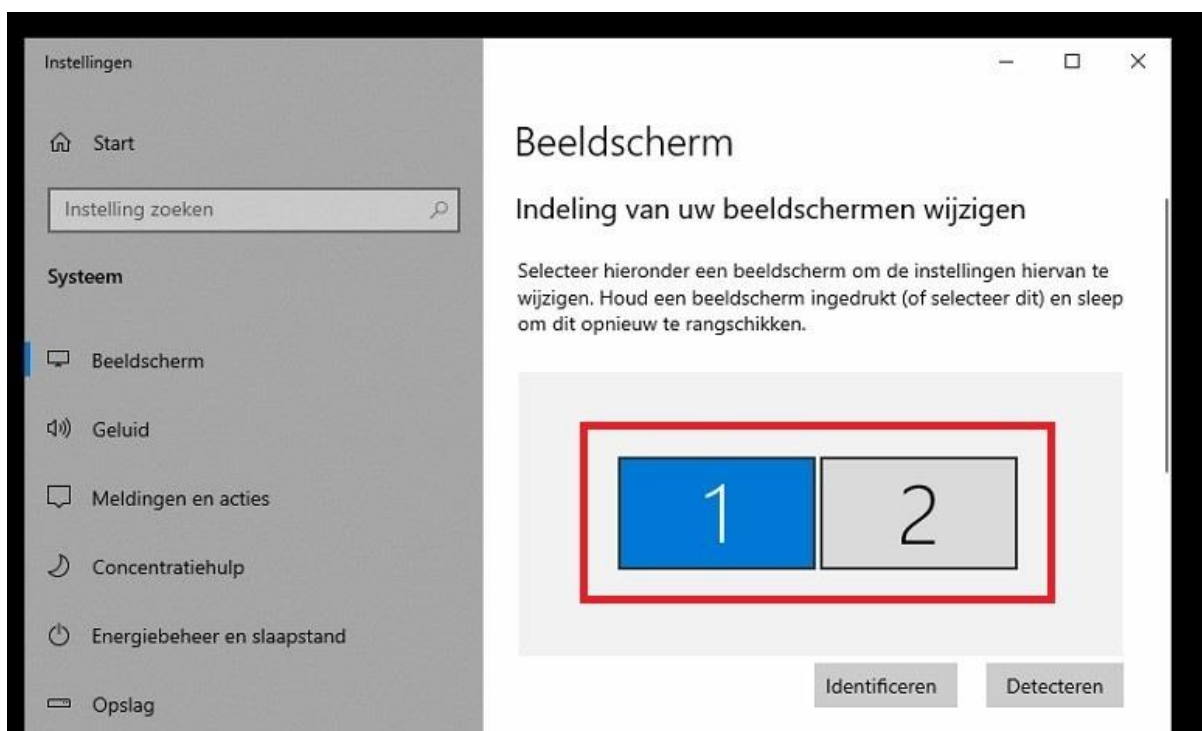 Instellingen
Start
Instelling zoeken
Systeem
Beeldscherm
Geluid
Meldingen en acties
Concentratiehulp
Energiebeheer en slaapstand
Opslag
Beeldscherm
Indeling van uw beeldschermen wijzigen
Selecteer hieronder een beeldscherm om de instellingen hiervan te
wijzigen. Houd een beeldscherm ingedrukt (of selecteer dit) en sleep
om dit opnieuw te rangschikken.
1 2
Identificeren Detecteren